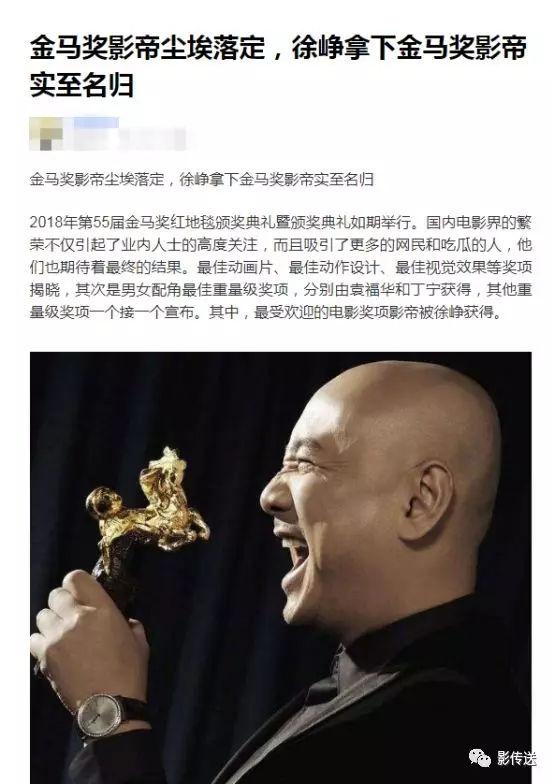 金马奖影帝尘埃落定，徐峥拿下金马奖影帝
实至名归
金马奖影帝尘埃落定，徐峥拿下金马奖影帝实至名归
2018年第55届金马奖红地毯颁奖典礼暨颁奖典礼如期举行。国内电影界的繁
荣不仅引起了业内人士的高度关注，而且吸引了更多的网民和吃瓜的人，他
们也期待着最终的结果。最佳动画片、最佳动作设计、最佳视觉效果等奖项
揭晓，其次是男女配角最佳重量级奖项，分别由袁福华和丁宁获得，其他重
量级奖项一个接一个宣布。其中，最受欢迎的电影奖项影帝被徐峥获得。
影传送